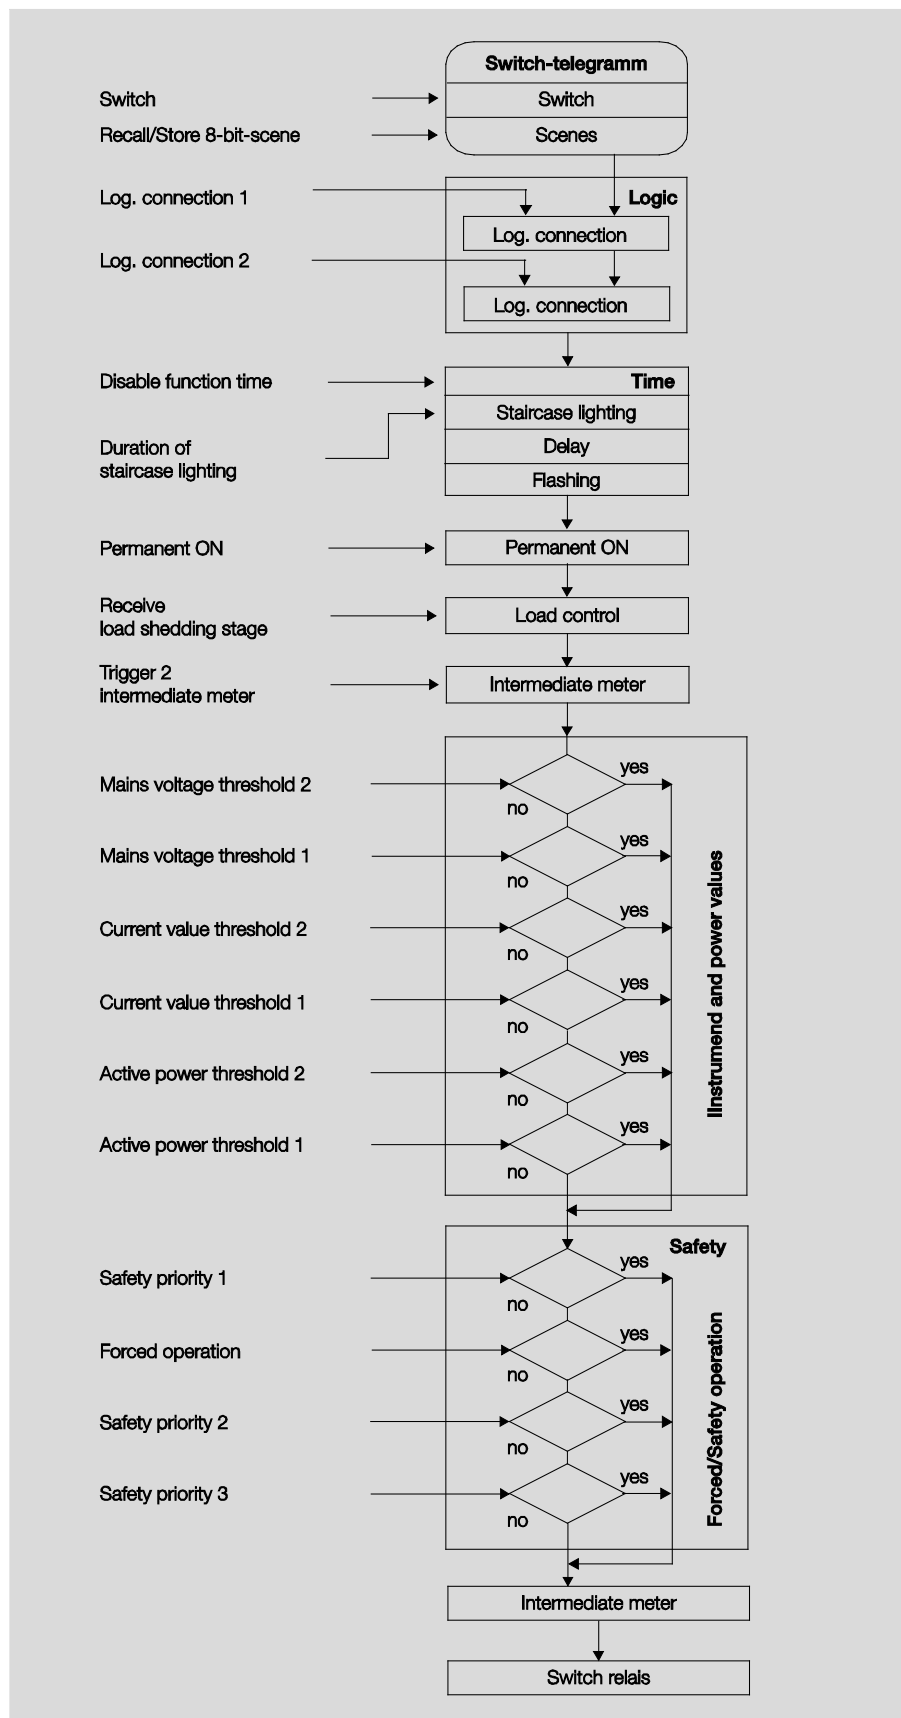 Switch-telegramm
Switch
Switch
Recall/Store 8-bit-scene
Scenes
Log. connection 1
Logic
Log. connection
Log. connection 2
Log. connection
Disable function time
Time
Staircase lighting
Duration of
staircase lighting
Delay
Flashing
Permanent ON
Permanent ON
Receive
load shedding stage
Load control
Trigger 2
intermediate meter
Intermediate meter
Mains voltage threshold 2
yes
no
Mains voltage threshold 1
yes
no
Current value threshold 2
yes
no
Current value threshold 1
yes
no
Active power threshold 2
yes
no
Active power threshold 1
yes
no
IInstrumend and power values
Safety
Safety priority 1
yes
no
Forced operation
yes
no
Safety priority 2
yes
no
Safety priority 3
yes
no
Forced/Safety operation
Intermediate meter
Switch relais